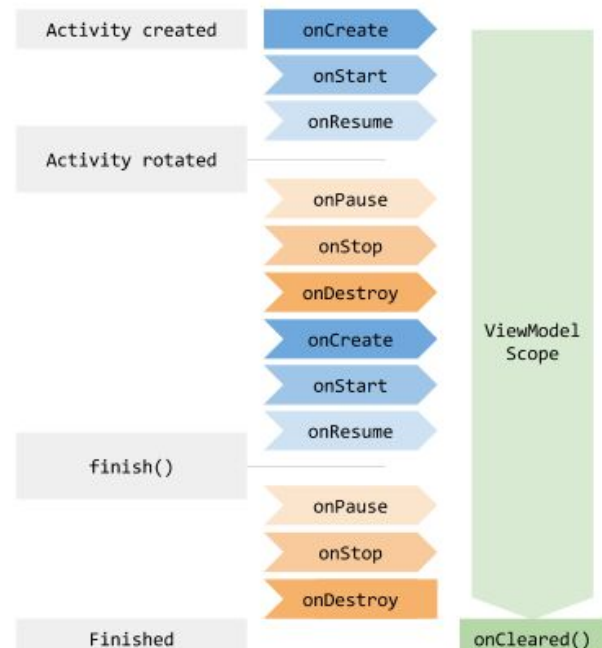 Activity created
onCreate
onStart
onResume
Activity rotated
onPause
onStop
onDestroy
onCreate
onStart
onResume
ViewModel
Scope
finish()
onPause
onStop
onDestroy
Finished
onCleared()